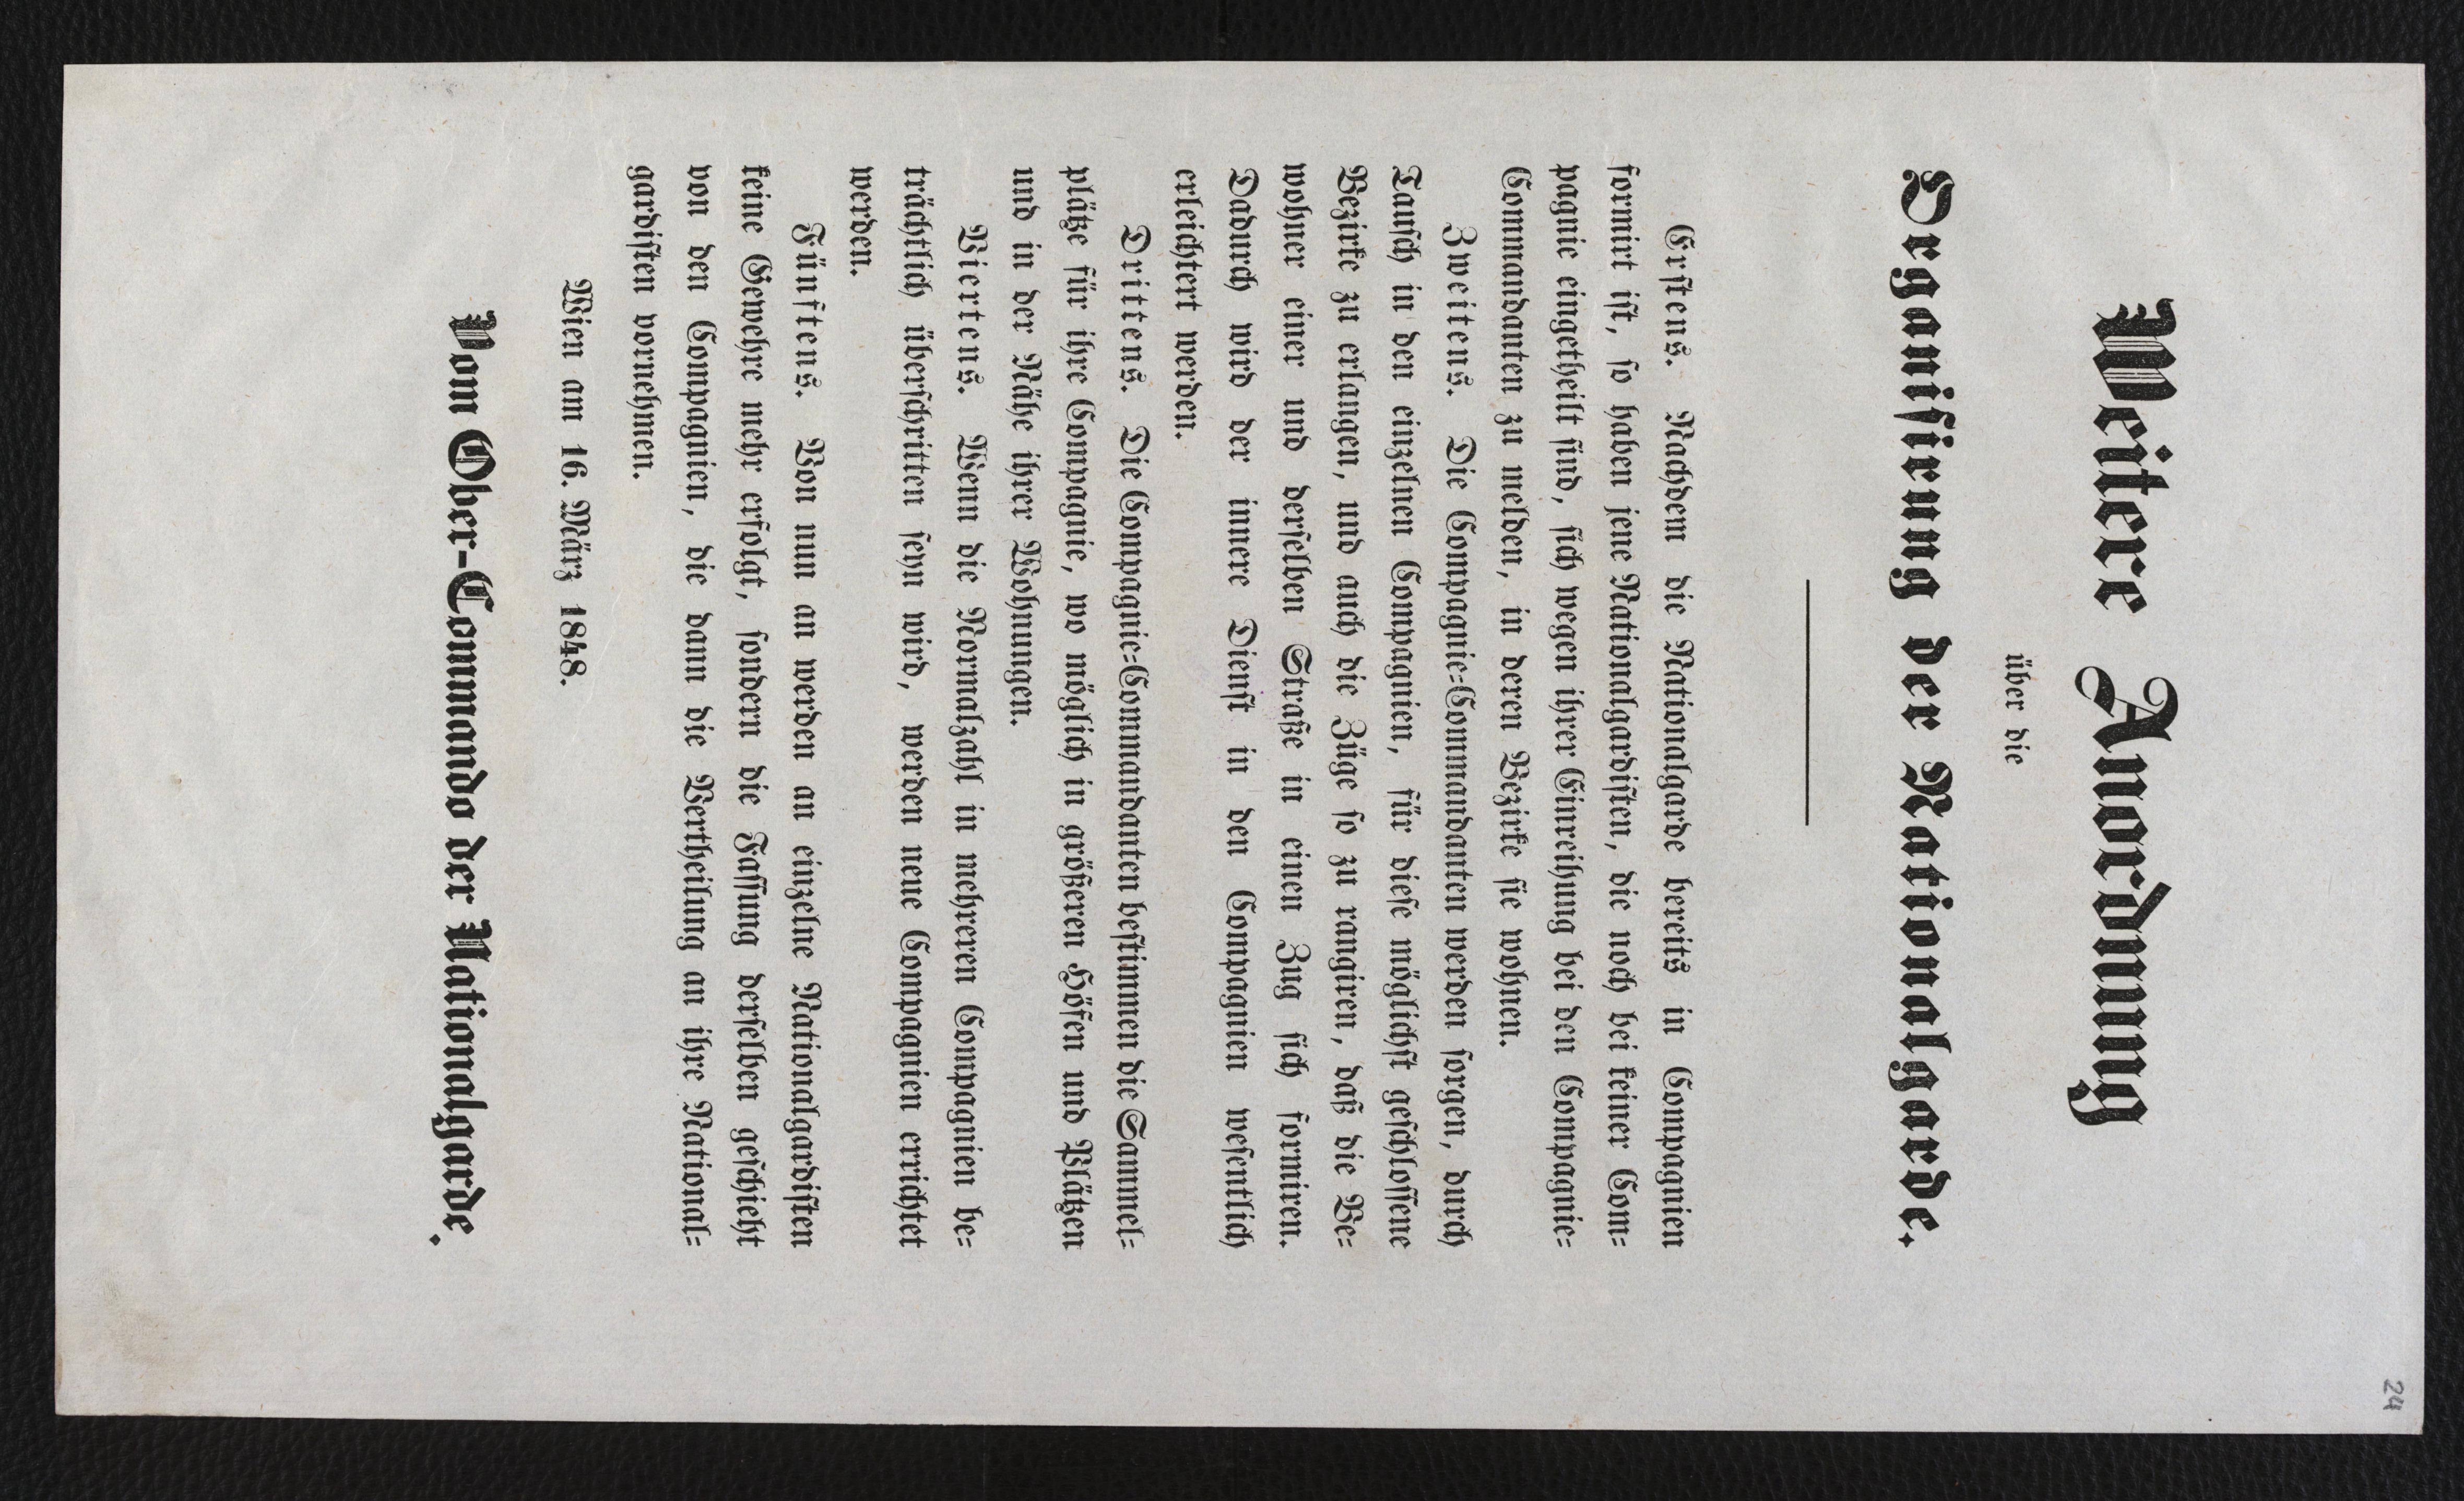 24
Weitere Anordnung
über die
Organisirung der Nationalgarde.
Erstens. Nachdem die Nationalgarde bereits in Compagnien
formirt ist, so haben jene Nationalgardisten, die noch bei keiner Com=
pagnie eingetheilt sind, sich wegen ihrer Einreihung bei den Compagnie=
Commandanten zu melden, in deren Bezirke sie wohnen.
Zweitens. Die Compagnie=Commandanten werden sorgen, durch
Tausch in den einzelnen Compagnien, für diese möglichst geschlossene
Bezirke zu erlangen, und auch die Züge so zu rangiren, daß die Be=
wohner einer und derselben Straße in einen Zug sich formiren.
Dadurch wird der innere Dienst in den Compagnien wesentlich
erleichtert werden.
Drittens. Die Compagnie=Commandanten bestimmen die Sammel=
plätze für ihre Compagnie, wo möglich in größeren Höfen und Plätzen
und in der Nähe ihrer Wohnungen.
Viertens. Wenn die Normalzahl in mehreren Compagnien be=
trächtlich überschritten seyn wird, werden neue Compagnien errichtet
werden.
Fünftens. Von nun an werden an einzelne Nationalgardisten
keine Gewehre mehr erfolgt, sondern die Fassung derselben geschieht
von den Compagnien, die dann die Vertheilung an ihre National=
gardisten vornehmen.
Wien am 16. März 1848.
Vom Ober-Commando der Nationalgarde.